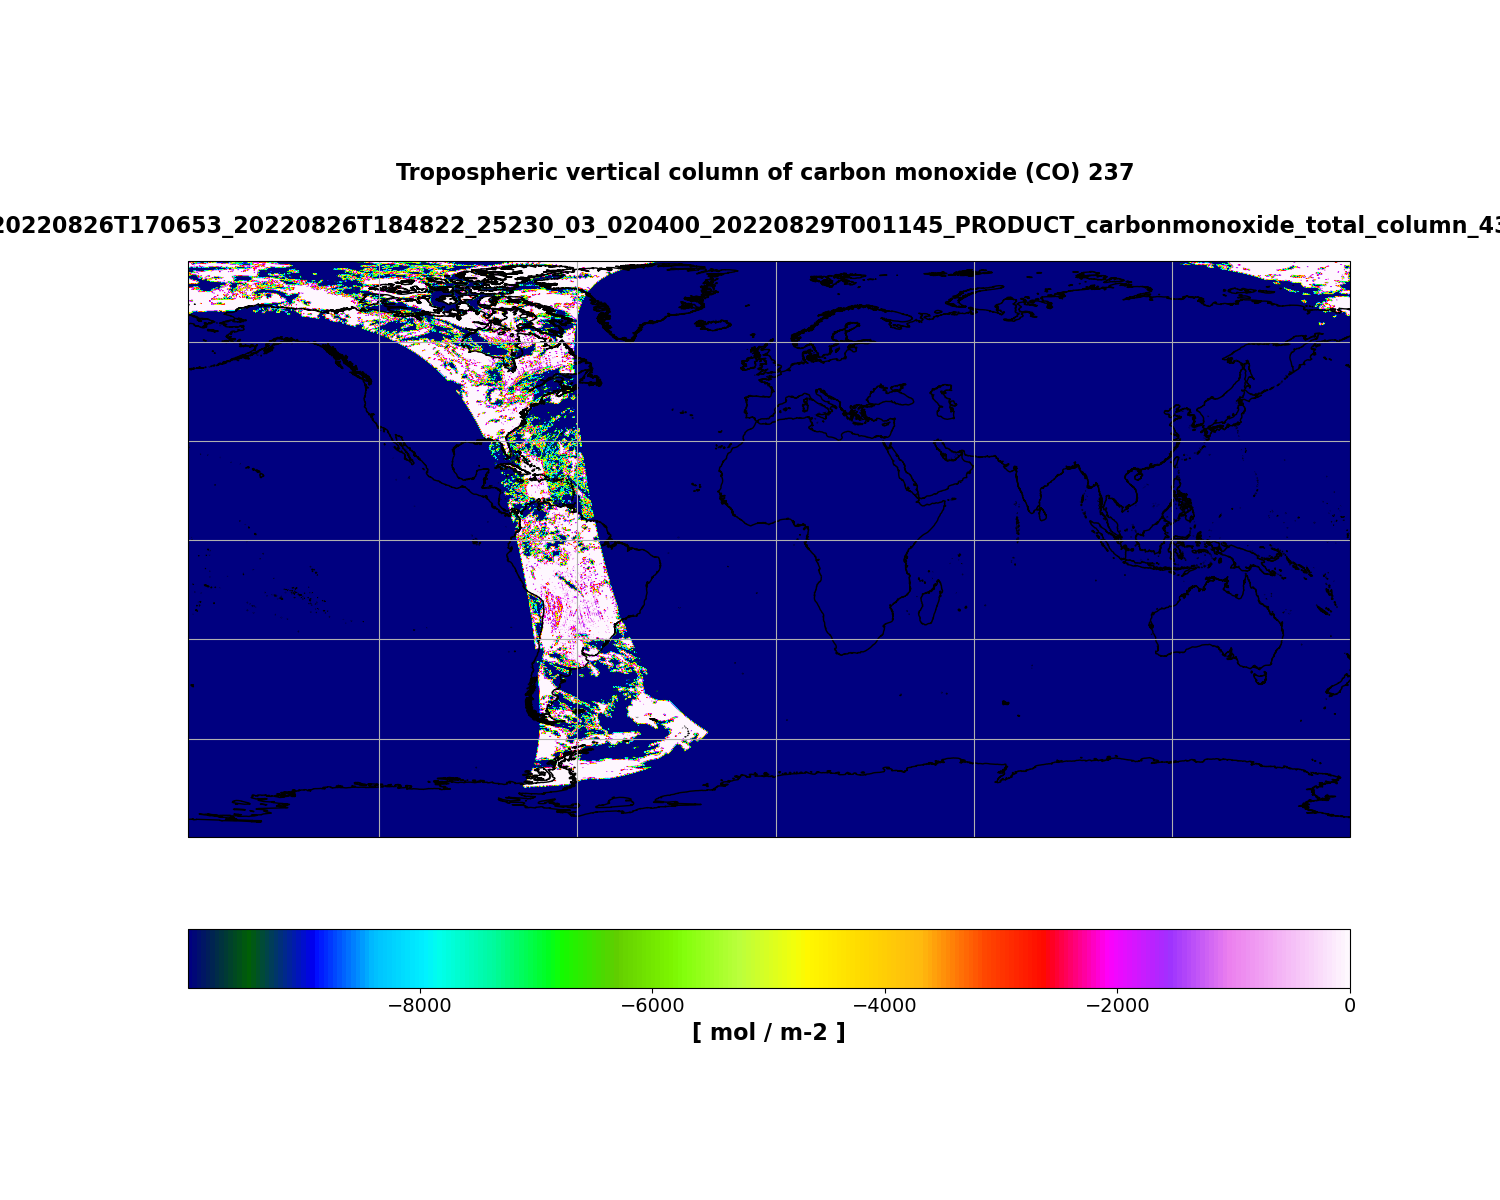 Tropospheric vertical column of carbon monoxide (CO) 237
20220826T170653_20220826T184822_25230_03_020400_20220829T001145_PRODUCT_carbonmonoxide_total_column_43
−8000 −6000 −4000 −2000 0
[ mol / m-2 ]